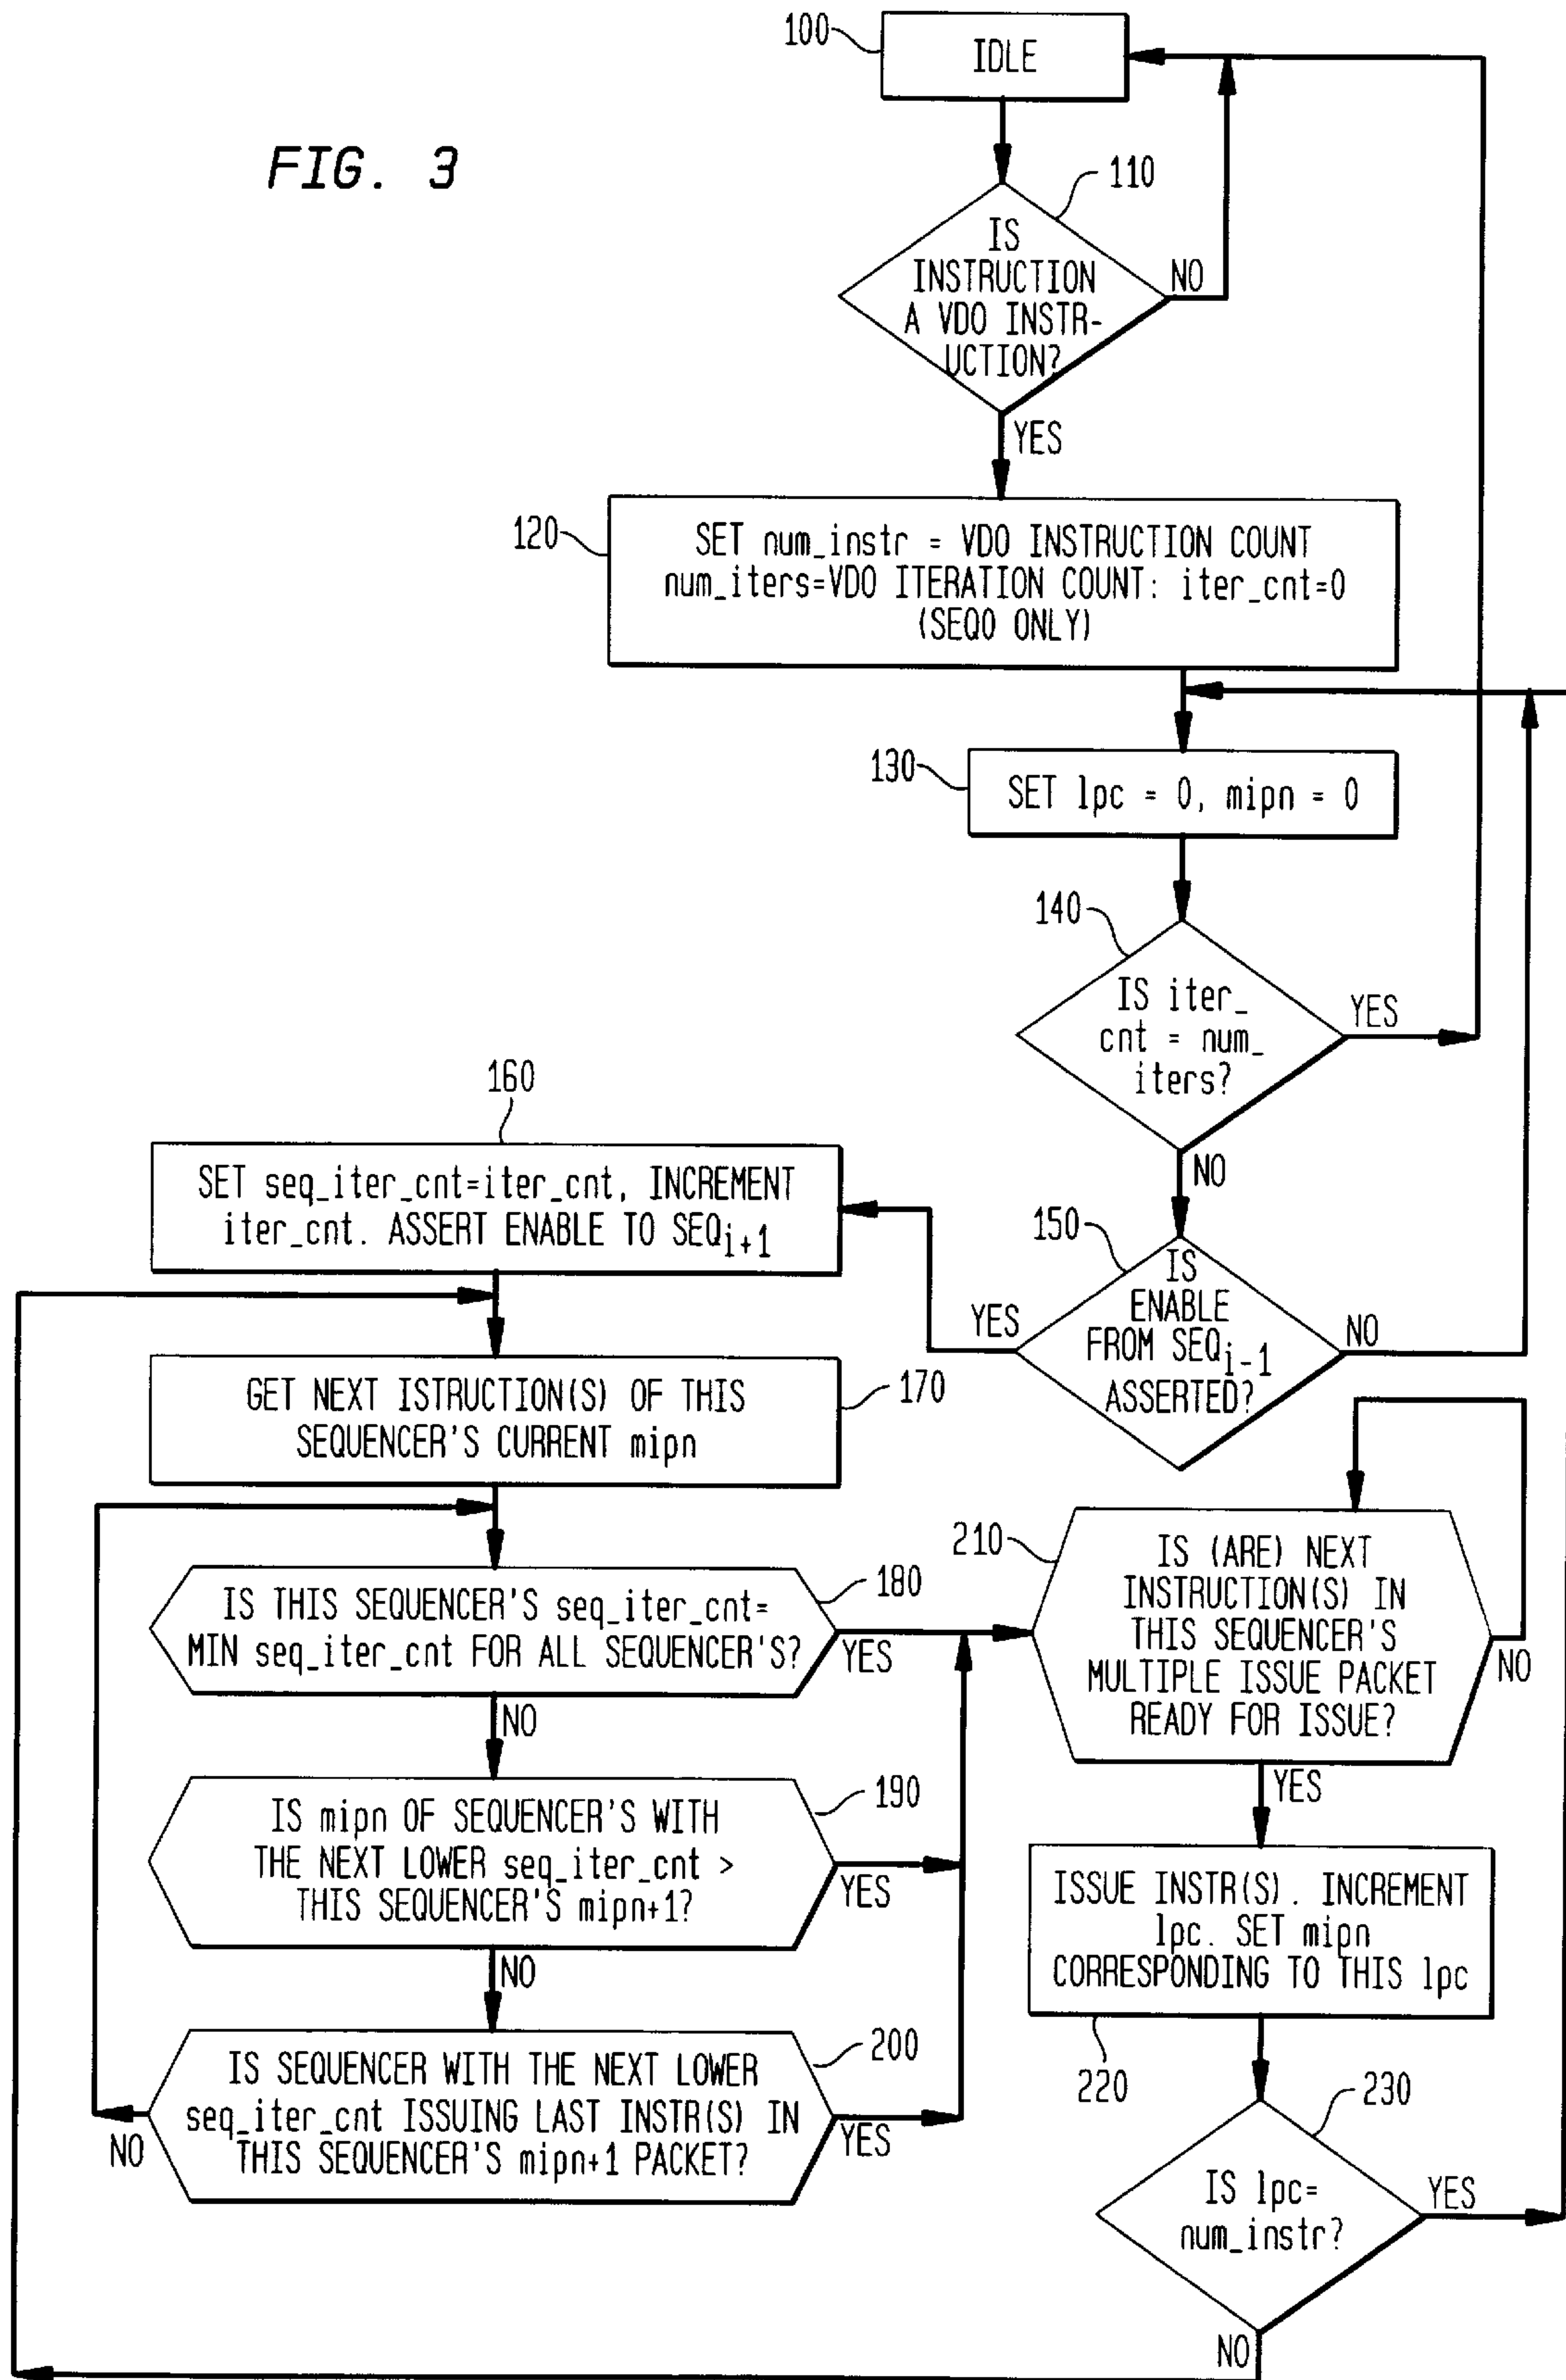 FIG. 3
100
IDLE
110
IS
INSTRUCTION
A VDO INSTR-
UCTION?
NO
YES
120
SET num_instr = VDO INSTRUCTION COUNT
num_iters=VDO ITERATION COUNT: iter_cnt=0
(SEQ0 ONLY)
130
SET lpc = 0, mipn = 0
140
IS iter_
cnt = num_
iters?
YES
NO
150
IS
ENABLE
FROM SEQi-1
ASSERTED?
YES
NO
160
SET seq_iter_cnt=iter_cnt, INCREMENT
iter_cnt. ASSERT ENABLE TO SEQi+1
170
GET NEXT ISTRUCTION(S) OF THIS
SEQUENCER'S CURRENT mipn
180
IS THIS SEQUENCER'S seq_iter_cnt=
MIN seq_iter_cnt FOR ALL SEQUENCER'S?
YES
NO
190
IS mipn OF SEQUENCER'S WITH
THE NEXT LOWER seq_iter_cnt >
THIS SEQUENCER'S mipn+1?
YES
NO
200
IS SEQUENCER WITH THE NEXT LOWER
seq_iter_cnt ISSUING LAST INSTR(S) IN
THIS SEQUENCER'S mipn+1 PACKET?
YES
NO
210
IS (ARE) NEXT
INSTRUCTION(S) IN
THIS SEQUENCER'S
MULTIPLE ISSUE PACKET
READY FOR ISSUE?
NO
YES
ISSUE INSTR(S). INCREMENT
lpc. SET mipn
CORRESPONDING TO THIS lpc
220
230
IS lpc=
num_instr?
YES
NO